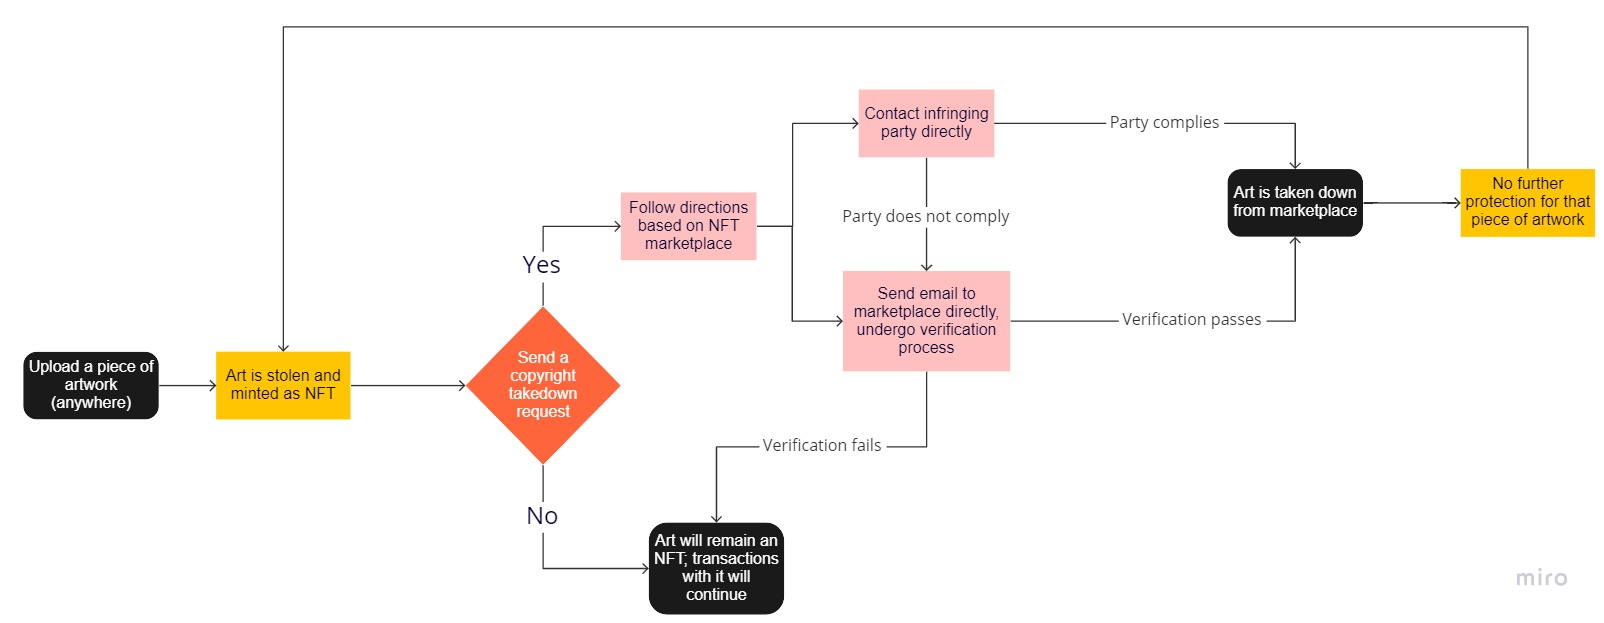 Contact infringing
party directly
Party complies
Follow directions
based on NFT
marketplace
Party does not comply
Art is taken down
from marketplace
No further
protection for that
piece of artwork
Yes
Send email to
marketplace directly,
undergo verification
process
Verification passes
Upload a piece of
artwork
(anywhere)
Art is stolen and
minted as NFT
Send a
copyright
takedown
request
Verification fails
No
Art will remain an
NFT; transactions
with it will
continue
miro